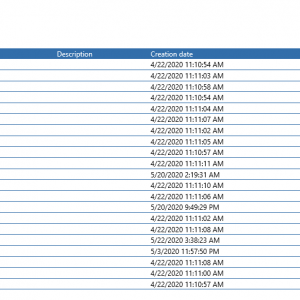 Description Creation date
4/22/2020 11:10:54 AM
4/22/2020 11:11:03 AM
4/22/2020 11:10:58 AM
4/22/2020 11:10:54 AM
4/22/2020 11:11:04 AM
4/22/2020 11:11:07 AM
4/22/2020 11:11:02 AM
4/22/2020 11:11:05 AM
4/22/2020 11:10:57 AM
4/22/2020 11:11:11 AM
5/20/2020 2:19:31 AM
4/22/2020 11:11:10 AM
4/22/2020 11:11:06 AM
5/20/2020 9:49:29 PM
4/22/2020 11:11:02 AM
4/22/2020 11:11:08 AM
5/22/2020 3:38:23 AM
5/3/2020 11:57:50 PM
4/22/2020 11:11:08 AM
4/22/2020 11:11:00 AM
4/22/2020 11:10:57 AM